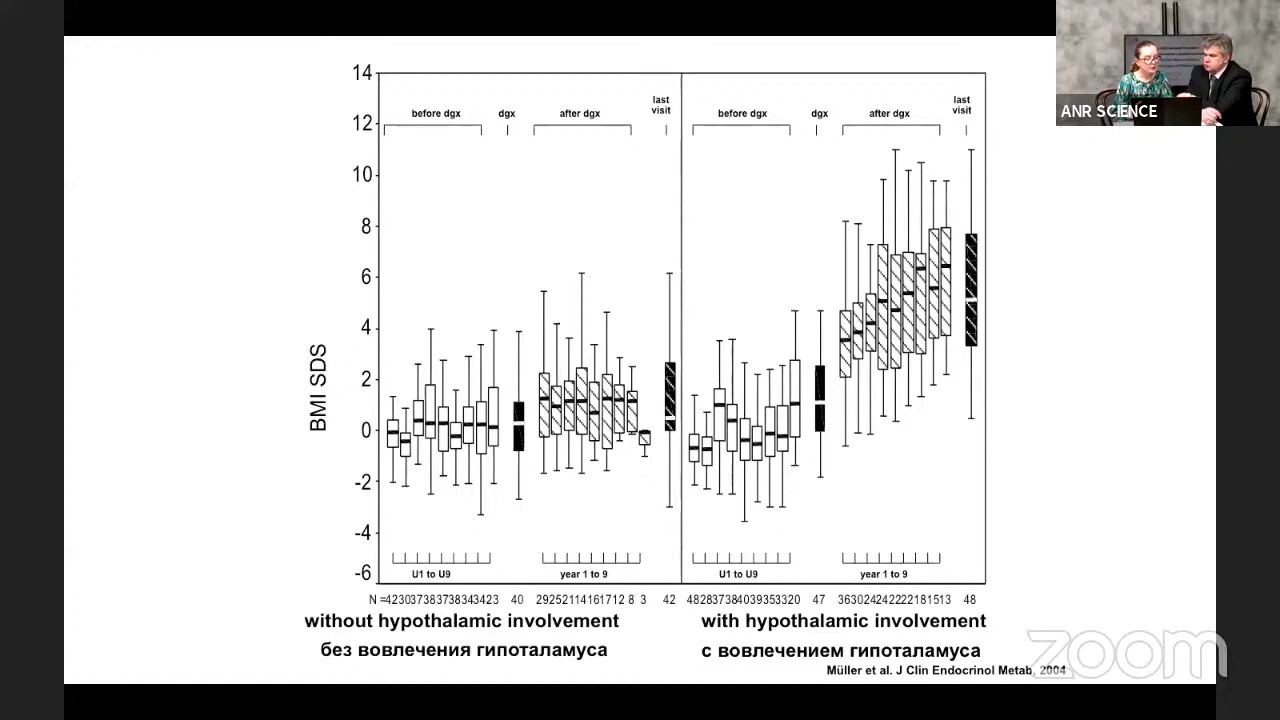 ANR SCIENCE
14
12
10
8
6
4
2
0
-2
-4
-6
BMI SDS
before dgx
dgx
after dgx
last
visit
before dgx
dgx
after dgx
last
visit
U1 to U9
year 1 to 9
U1 to U9
year 1 to 9
N =423037383738343423 40 29252114161712 8 3 42 482837384039353320 47 363024242222181513 48
without hypothalamic involvement
with hypothalamic involvement
без вовлечения гипоталамуса
с вовлечением гипоталамуса
Müller et al. J Clin Endocrinol Metab, 2004
zoom